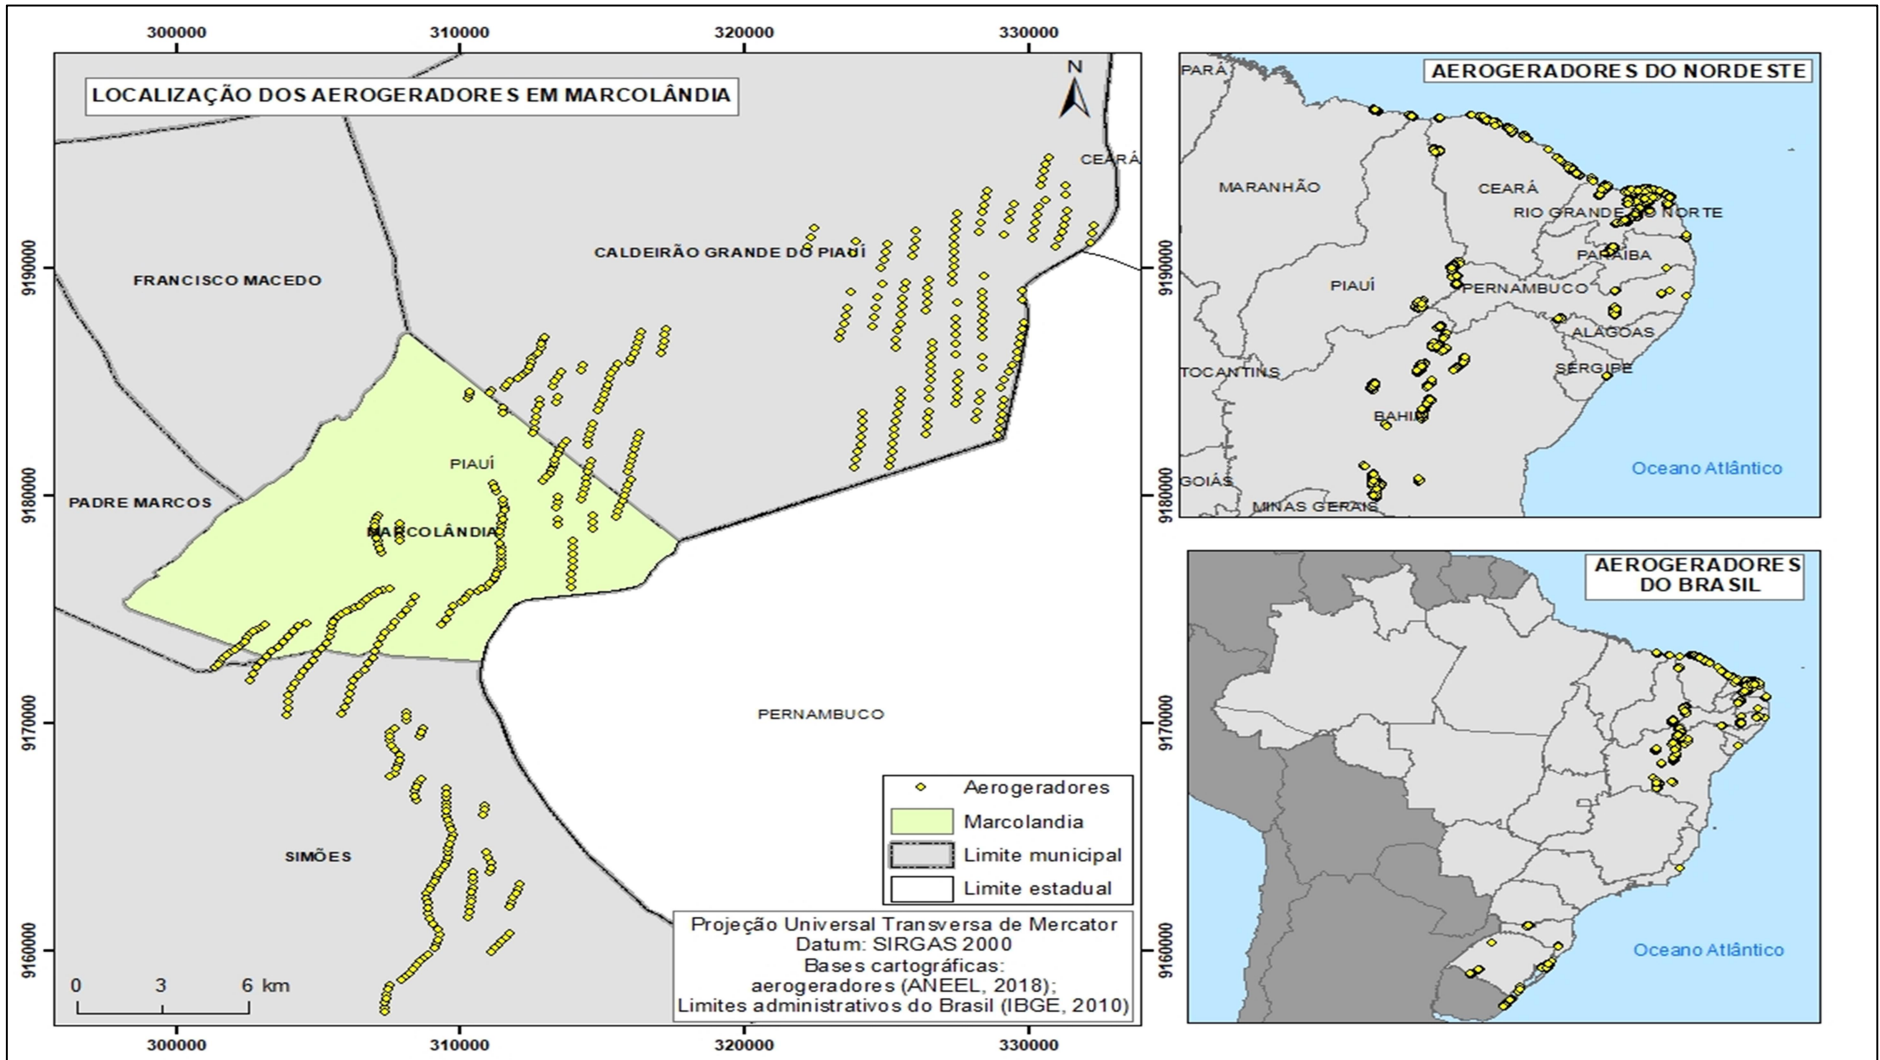 300000
310000
320000
330000
LOCALIZAÇÃO DOS AEROGERADORES EM MARCOLÂNDIA
N
CEARÁ
9190000
9190000
CALDEIRÃO GRANDE DO PIAUÍ
FRANCISCO MACEDO
PIAUÍ
9180000
9180000
PADRE MARCOS
MARCOLÂNDIA
9170000
9170000
PERNAMBUCO
SIMÕES
9160000
9160000
Aerogeradores
Marcolandia
Limite municipal
Limite estadual
Projeção Universal Transversa de Mercator
Datum: SIRGAS 2000
Bases cartográficas:
aerogeradores (ANEEL, 2018);
Limites administrativos do Brasil (IBGE, 2010)
0 3 6 km
300000
310000
320000
330000
AEROGERADORES DO NORDESTE
PARÁ
MARANHÃO
CEARÁ
RIO GRANDE DO NORTE
PARAÍBA
PIAUÍ
PERNAMBUCO
ALAGOAS
SERGIPE
TOCANTINS
BAHIA
Oceano Atlântico
GOIÁS
MINAS GERAIS
AEROGERADORES
DO BRASIL
Oceano Atlântico